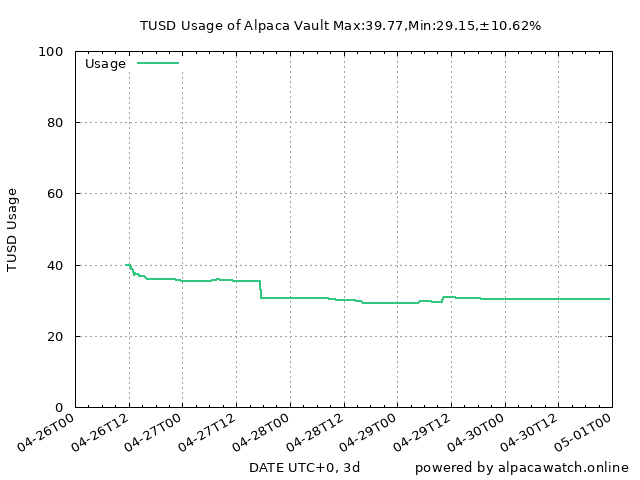 TUSD Usage of Alpaca Vault Max:39.77,Min:29.15,±10.62%
Usage
TUSD Usage
100
80
60
40
20
0
04-26T00
04-26T12
04-27T00
04-27T12
04-28T00
04-28T12
04-29T00
04-29T12
04-30T00
04-30T12
05-01T00
DATE UTC+0, 3d
powered by alpacawatch.online